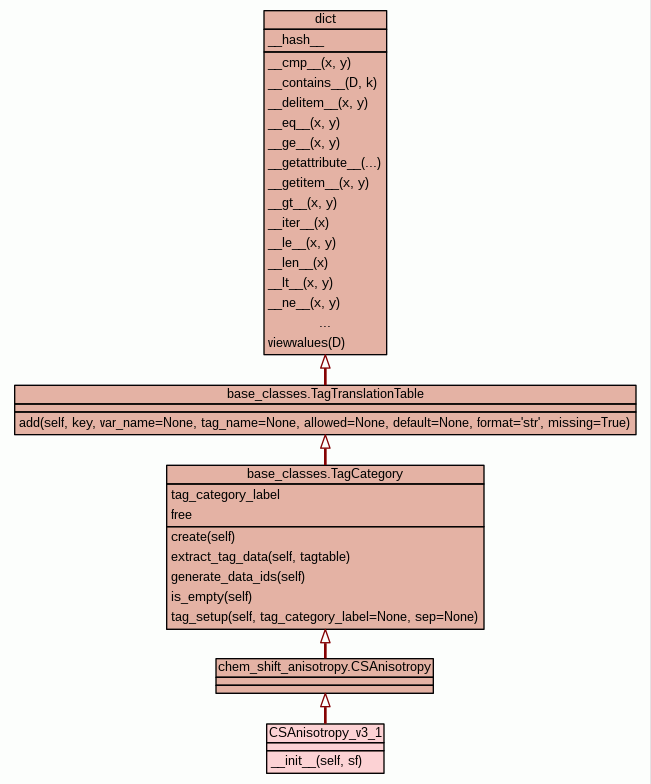 dict
__hash__
__cmp__(x, y)
__contains__(D, k)
__delitem__(x, y)
__eq__(x, y)
__ge__(x, y)
__getattribute__(...)
__getitem__(x, y)
__gt__(x, y)
__iter__(x)
__le__(x, y)
__len__(x)
__lt__(x, y)
__ne__(x, y)
...
viewvalues(D)
base_classes.TagTranslationTable
add(self, key, var_name=None, tag_name=None, allowed=None, default=None, format='str', missing=True)
base_classes.TagCategory
tag_category_label
free
create(self)
extract_tag_data(self, tagtable)
generate_data_ids(self)
is_empty(self)
tag_setup(self, tag_category_label=None, sep=None)
chem_shift_anisotropy.CSAnisotropy
CSAnisotropy_v3_1
__init__(self, sf)